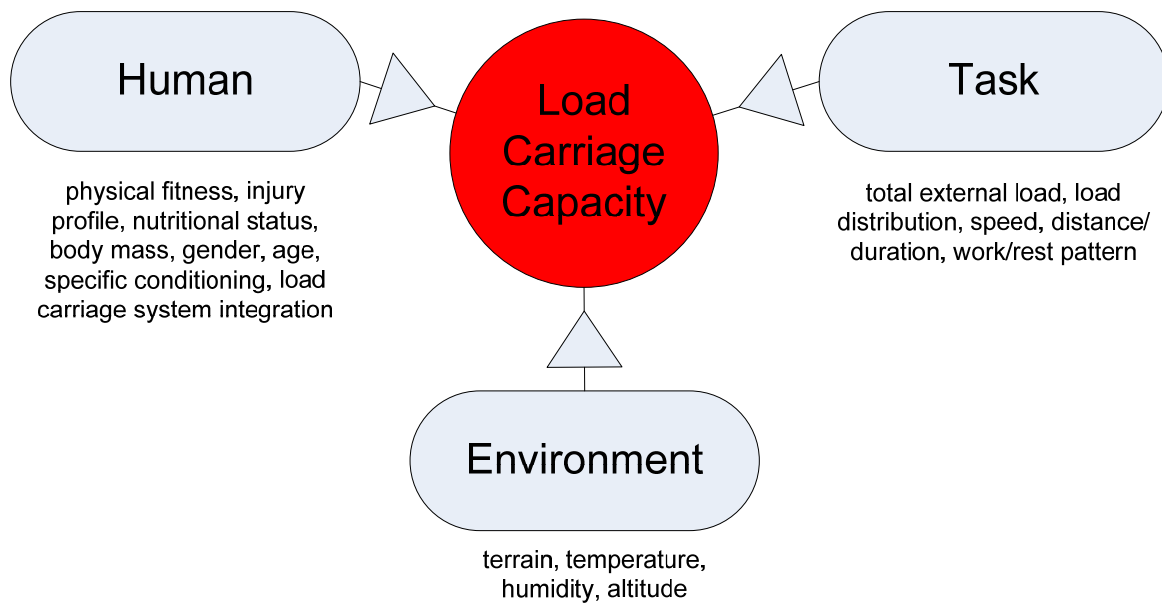 Human
physical fitness, injury
profile, nutritional status,
body mass, gender, age,
specific conditioning, load
carriage system integration
Load
Carriage
Capacity
Task
total external load, load
distribution, speed, distance/
duration, work/rest pattern
Environment
terrain, temperature,
humidity, altitude